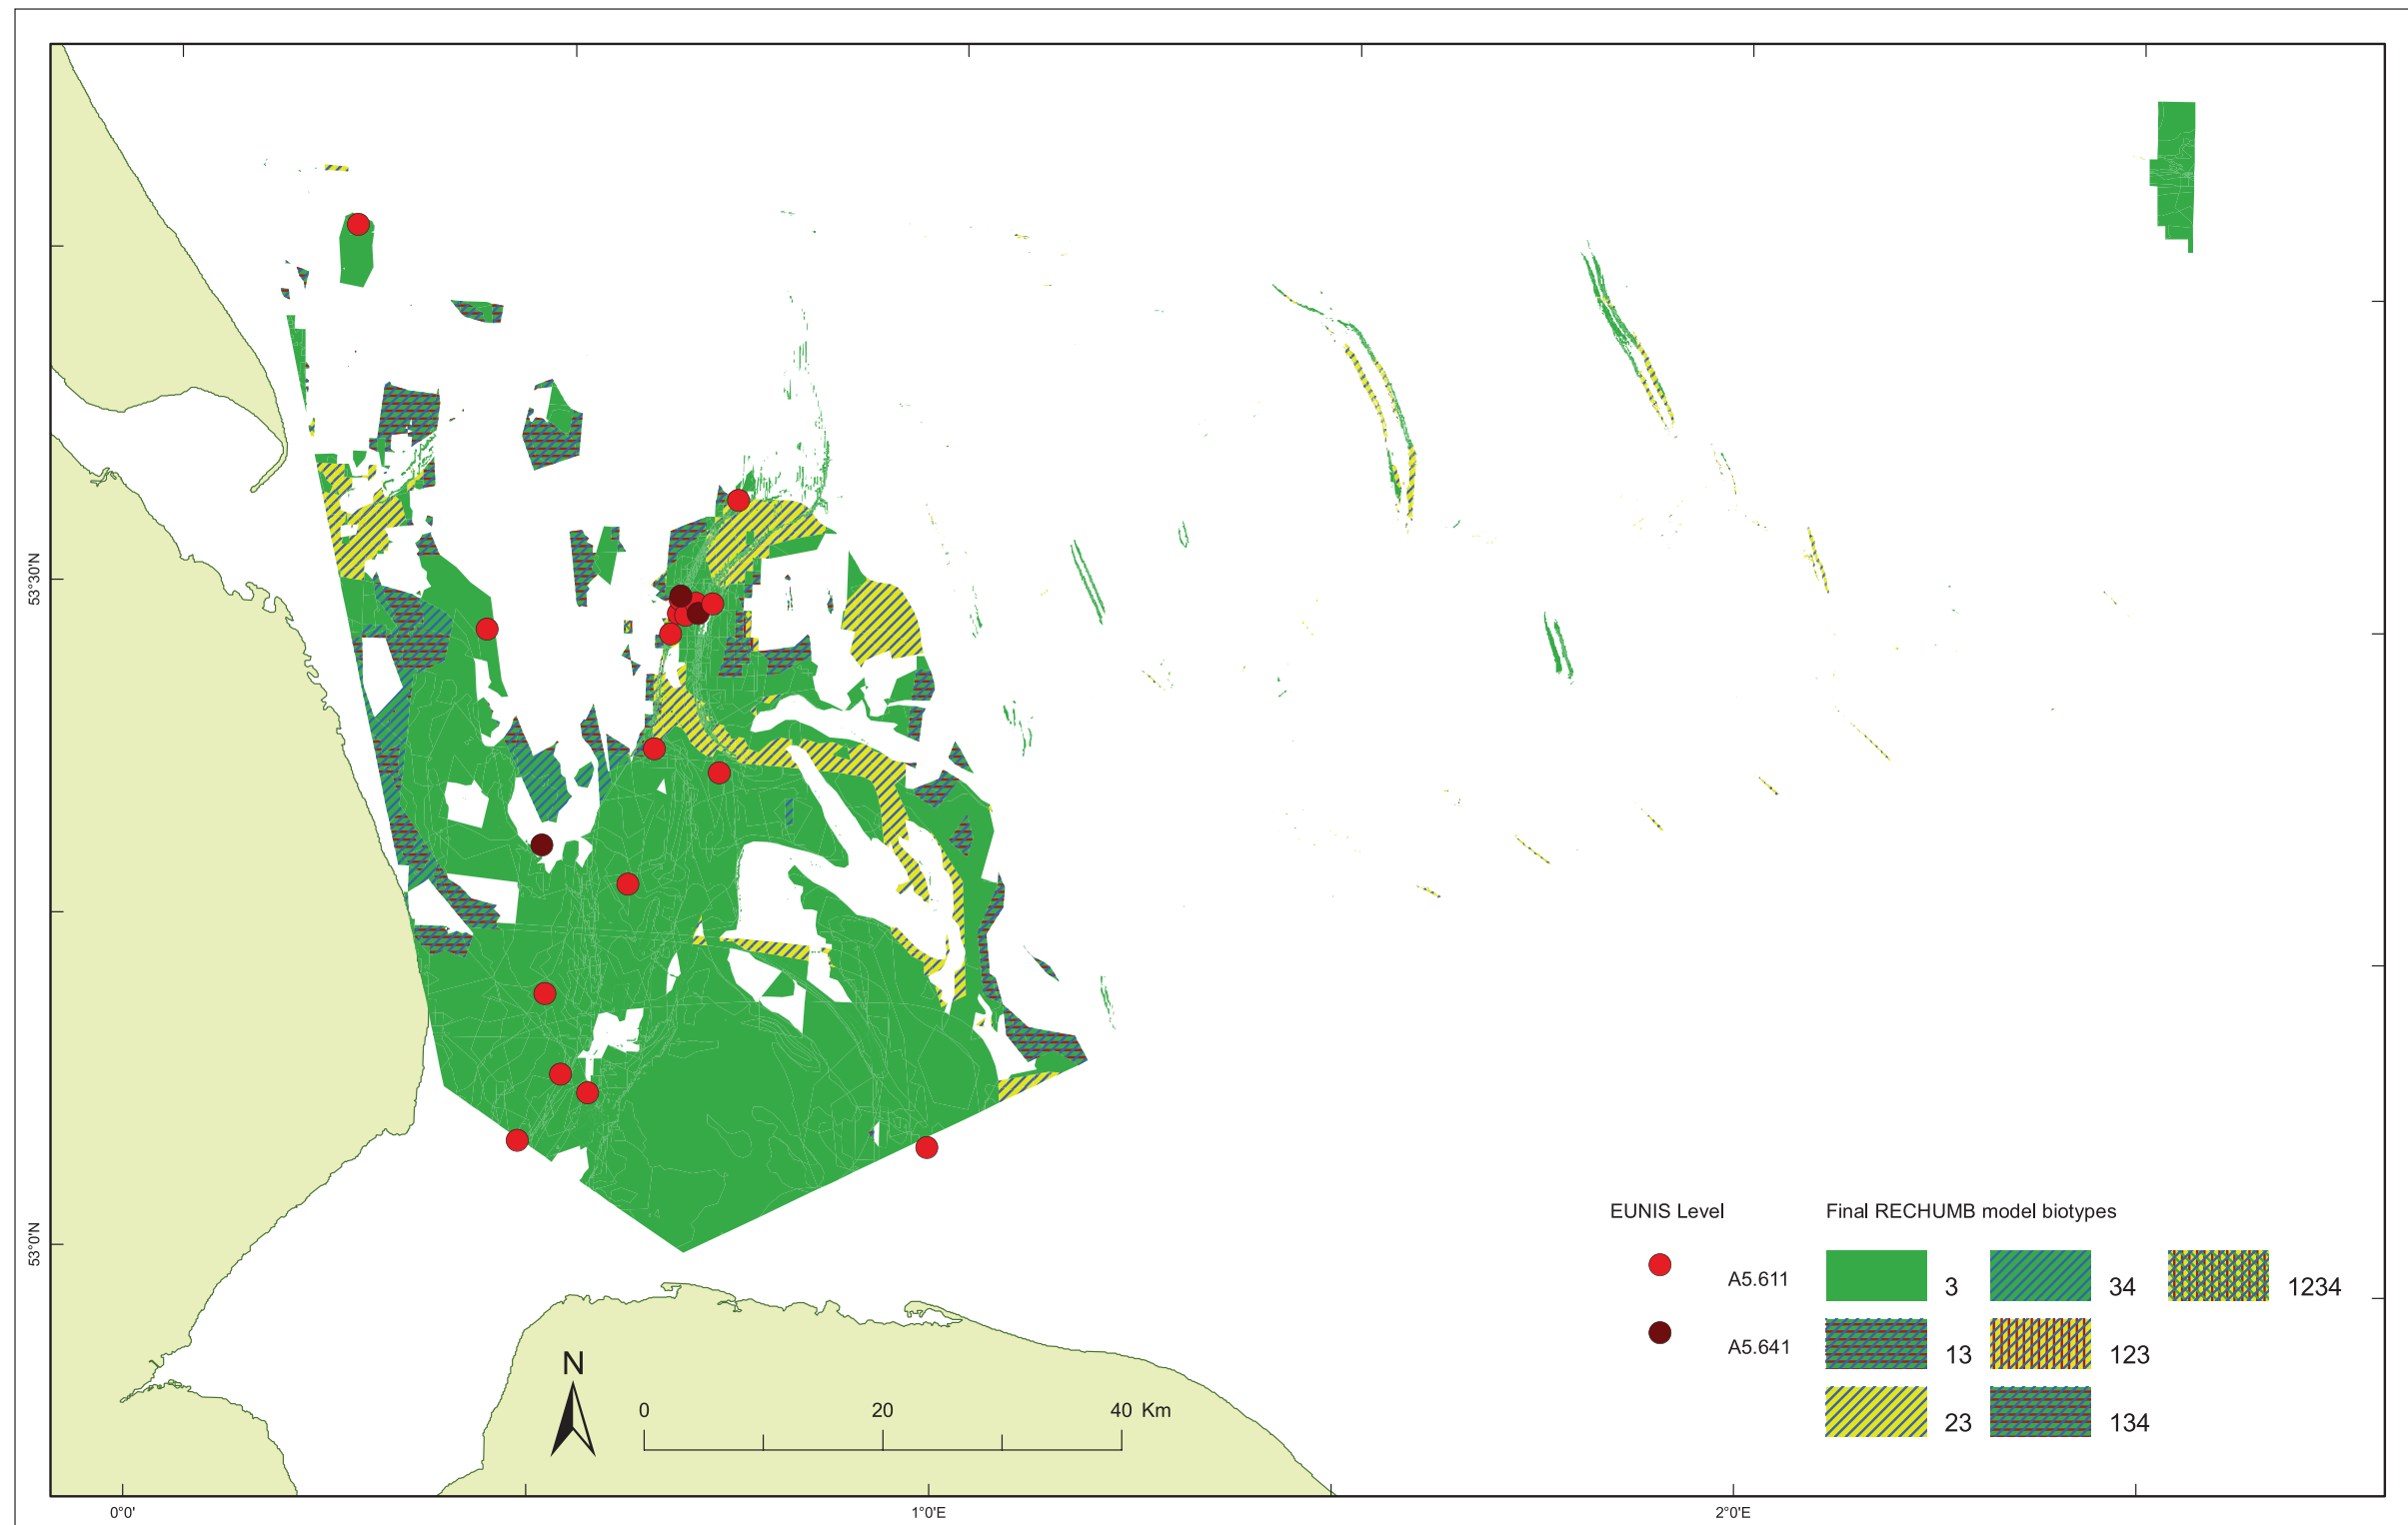 53°30'N
53°0'N
EUNIS Level
A5.611
A5.641
Final RECHUMB model biotypes
3
34
1234
13
123
23
134
N
0
20
40 Km
0°0'
1°0'E
2°0'E